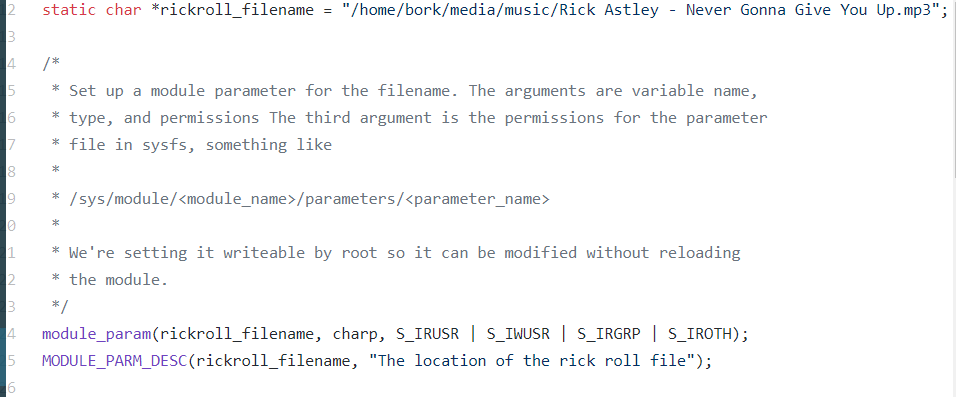 2 static char *rickroll_filename = "/home/bork/media/music/Rick Astley - Never Gonna Give You Up.mp3";
3
4 /*
5 * Set up a module parameter for the filename. The arguments are variable name,
6 * type, and permissions The third argument is the permissions for the parameter
7 * file in sysfs, something like
8 *
9 * /sys/module/<module_name>/parameters/<parameter_name>
0 *
1 * We're setting it writeable by root so it can be modified without reloading
2 * the module.
3 */
4 module_param(rickroll_filename, charp, S_IRUSR | S_IWUSR | S_IRGRP | S_IROTH);
5 MODULE_PARM_DESC(rickroll_filename, "The location of the rick roll file");
6